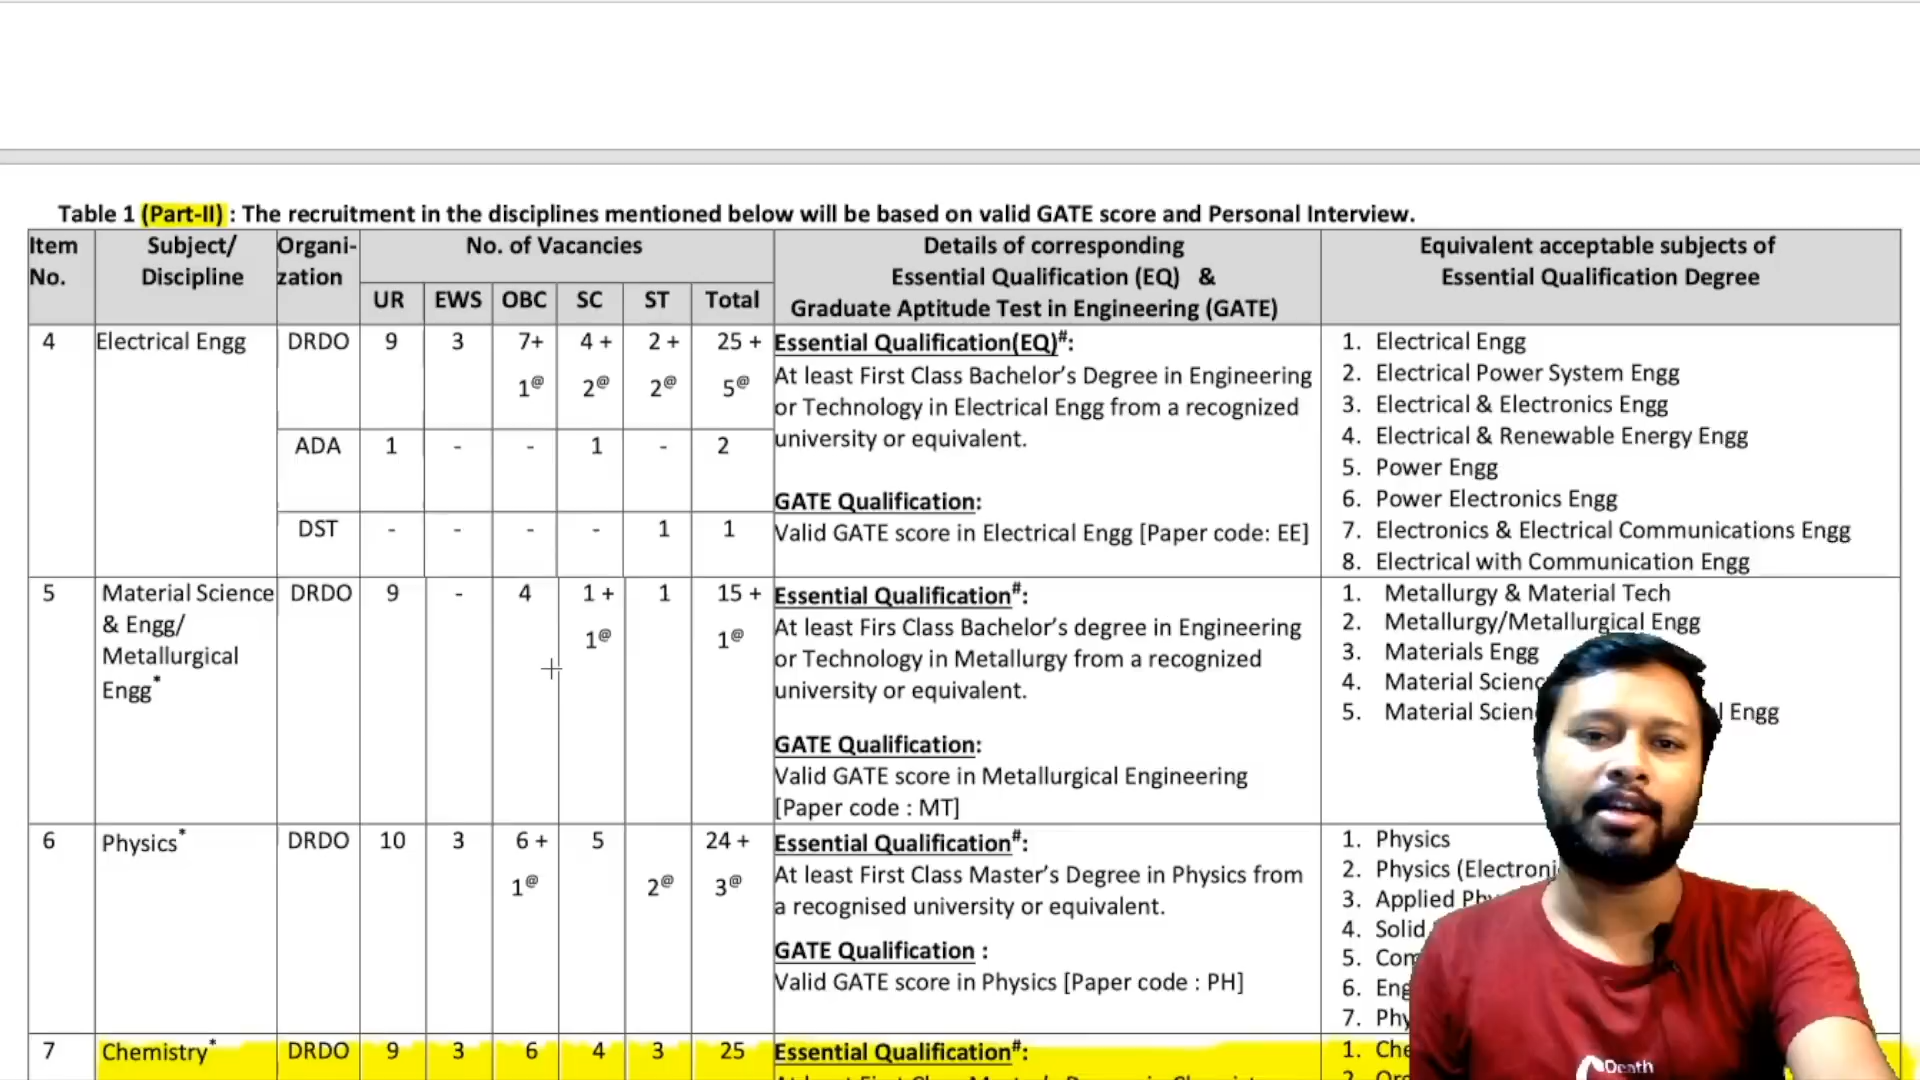 Table 1 (Part-II) : The recruitment in the disciplines mentioned below will be based on valid GATE score and Personal Interview.
Item No. Subject/ Discipline Organi-zation No. of Vacancies Details of corresponding Essential Qualification (EQ) & Graduate Aptitude Test in Engineering (GATE) Equivalent acceptable subjects of Essential Qualification Degree
UR EWS OBC SC ST Total
4 Electrical Engg DRDO 9 3 7+ 4 + 2 + 25 +
1@ 2@ 2@ 5@
ADA 1 - - 1 - 2
DST - - - - 1 1
Essential Qualification(EQ)#:
At least First Class Bachelor's Degree in Engineering
or Technology in Electrical Engg from a recognized
university or equivalent.
GATE Qualification:
Valid GATE score in Electrical Engg [Paper code: EE]
1. Electrical Engg
2. Electrical Power System Engg
3. Electrical & Electronics Engg
4. Electrical & Renewable Energy Engg
5. Power Engg
6. Power Electronics Engg
7. Electronics & Electrical Communications Engg
8. Electrical with Communication Engg
5 Material Science
& Engg/
Metallurgical
Engg*
DRDO 9 - 4 1 + 1 15 +
1@ 1@
Essential Qualification#:
At least Firs Class Bachelor's degree in Engineering
or Technology in Metallurgy from a recognized
university or equivalent.
GATE Qualification:
Valid GATE score in Metallurgical Engineering
[Paper code : MT]
1. Metallurgy & Material Tech
2. Metallurgy/Metallurgical Engg
3. Materials Engg
4. Material
5. Material Engg
6 Physics* DRDO 10 3 6 + 5 24 +
1@ 2@ 3@
Essential Qualification#:
At least First Class Master's Degree in Physics from
a recognised university or equivalent.
GATE Qualification :
Valid GATE score in Physics [Paper code : PH]
1. Physics
2. Physics
3. Applied
4. Solid
5.
6.
7.
7 Chemistry* DRDO 9 3 6 4 3 25 Essential Qualification#:
1.
Death